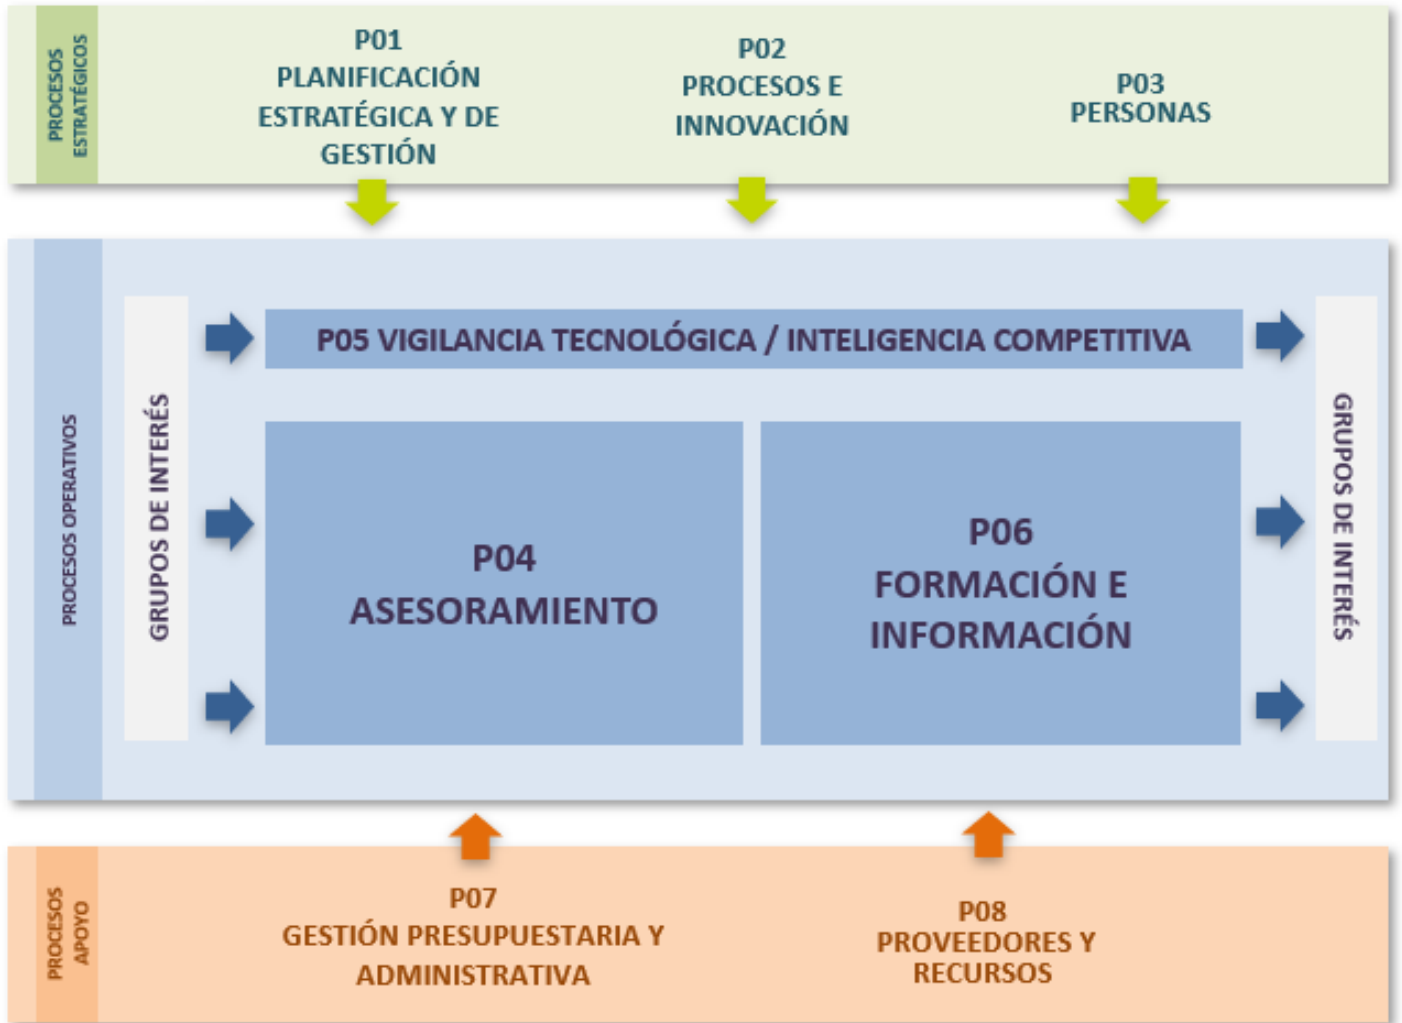 PROCESOS
ESTRATÉGICOS
P01
PLANIFICACIÓN
ESTRATÉGICA Y DE
GESTIÓN
P02
PROCESOS E
INNOVACIÓN
P03
PERSONAS
PROCESOS OPERATIVOS
GRUPOS DE INTERÉS
P05 VIGILANCIA TECNOLÓGICA / INTELIGENCIA COMPETITIVA
P04
ASESORAMIENTO
P06
FORMACIÓN E
INFORMACIÓN
GRUPOS DE INTERÉS
PROCESOS
APOYO
P07
GESTIÓN PRESUPUESTARIA Y
ADMINISTRATIVA
P08
PROVEEDORES Y
RECURSOS